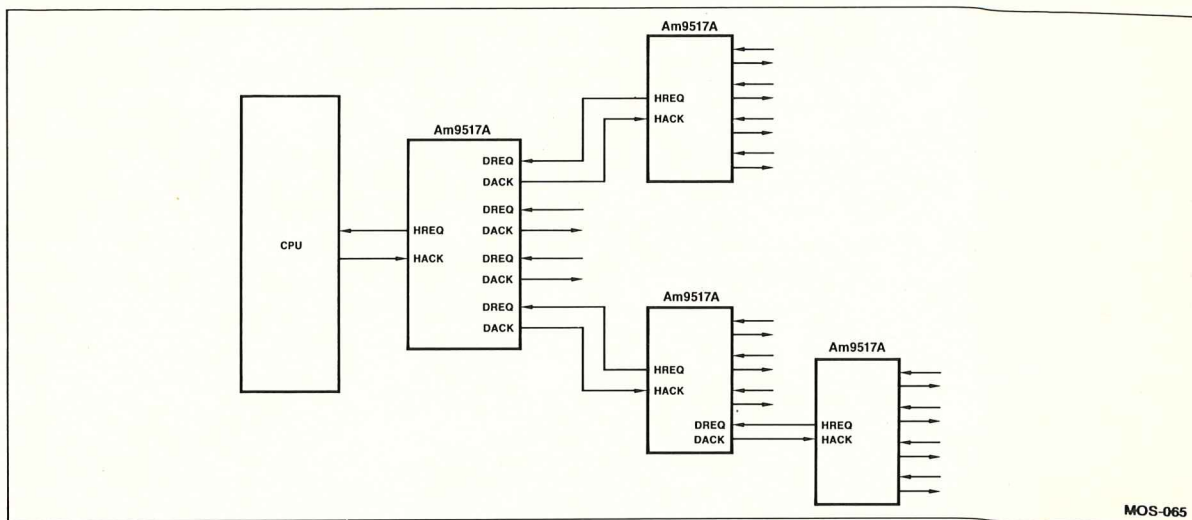 Am9517A
HREQ
HACK
Am9517A
DREQ
DACK
DREQ
DACK
DREQ
DACK
DREQ
DACK
HREQ
HACK
CPU
Am9517A
HREQ
HACK
DREQ
DACK
Am9517A
HREQ
HACK
MOS-065